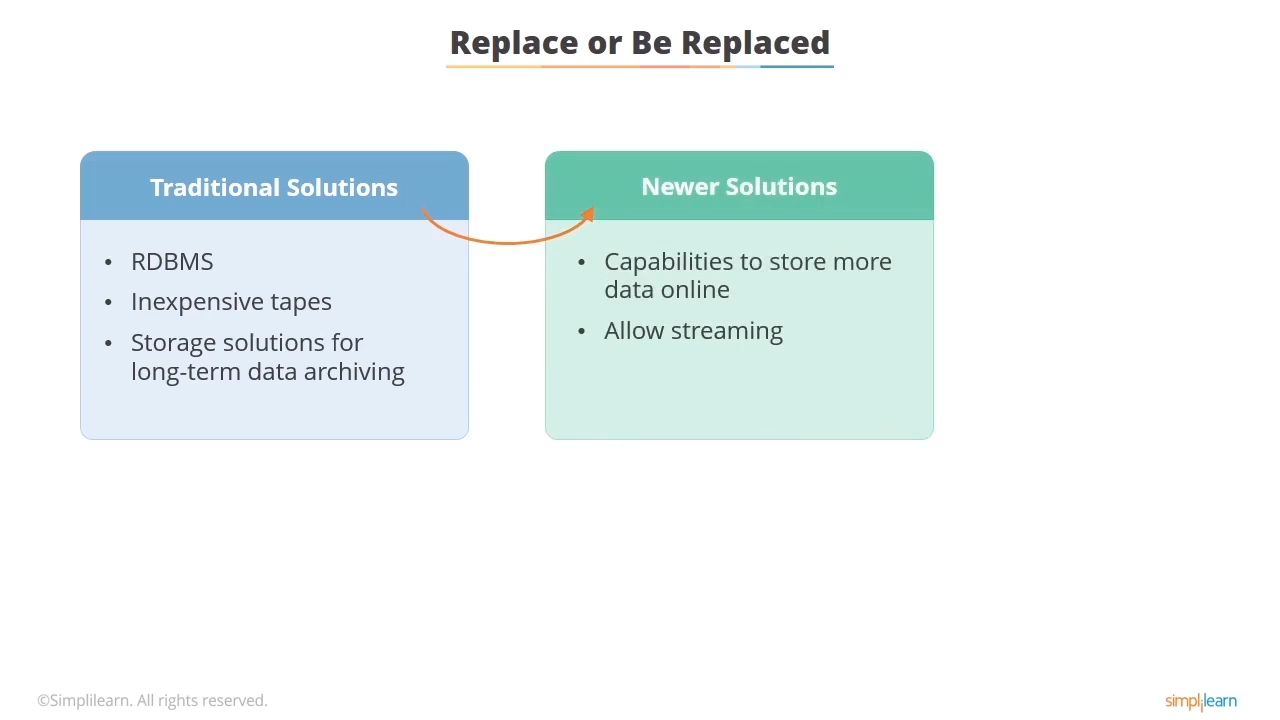 Replace or Be Replaced
Traditional Solutions
• RDBMS
• Inexpensive tapes
• Storage solutions for
long-term data archiving
Newer Solutions
• Capabilities to store more
data online
• Allow streaming
©Simplilearn. All rights reserved.
simplilearn